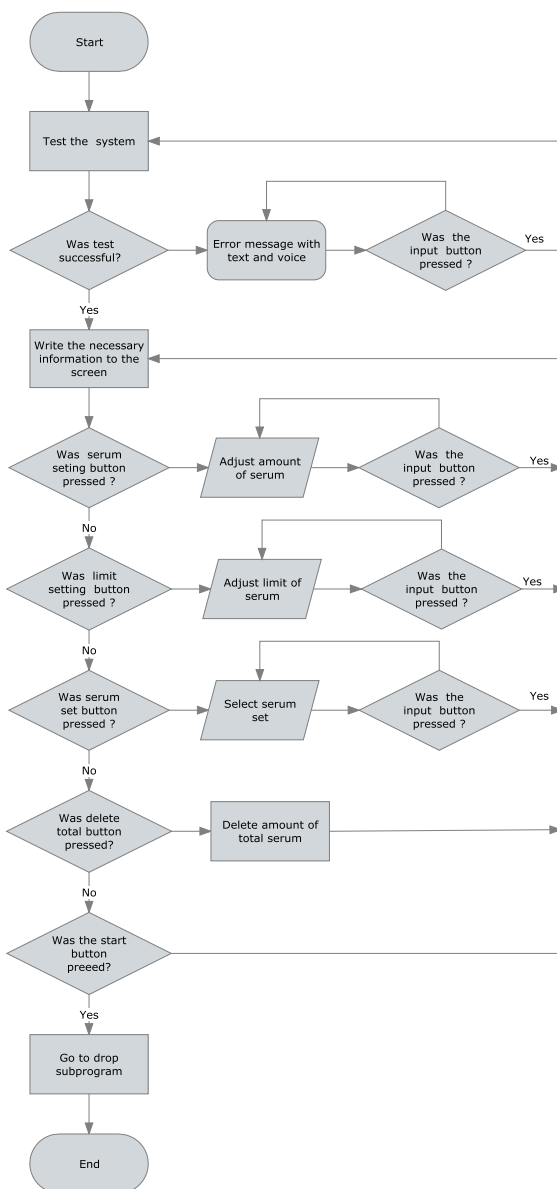 Start
Test the system
Was test
successful?
Error message with
text and voice
Was the
input button
pressed ?
Yes
Yes
Write the necessary
information to the
screen
Was serum
seting button
pressed ?
Adjust amount
of serum
Was the
input button
pressed ?
Yes
No
Was limit
setting button
pressed ?
Adjust limit of
serum
Was the
input button
pressed ?
Yes
No
Was serum
set button
pressed ?
Select serum
set
Was the
input button
pressed ?
Yes
No
Was delete
total button
pressed?
Delete amount of
total serum
No
Was the start
button
preeed?
Yes
Go to drop
subprogram
End